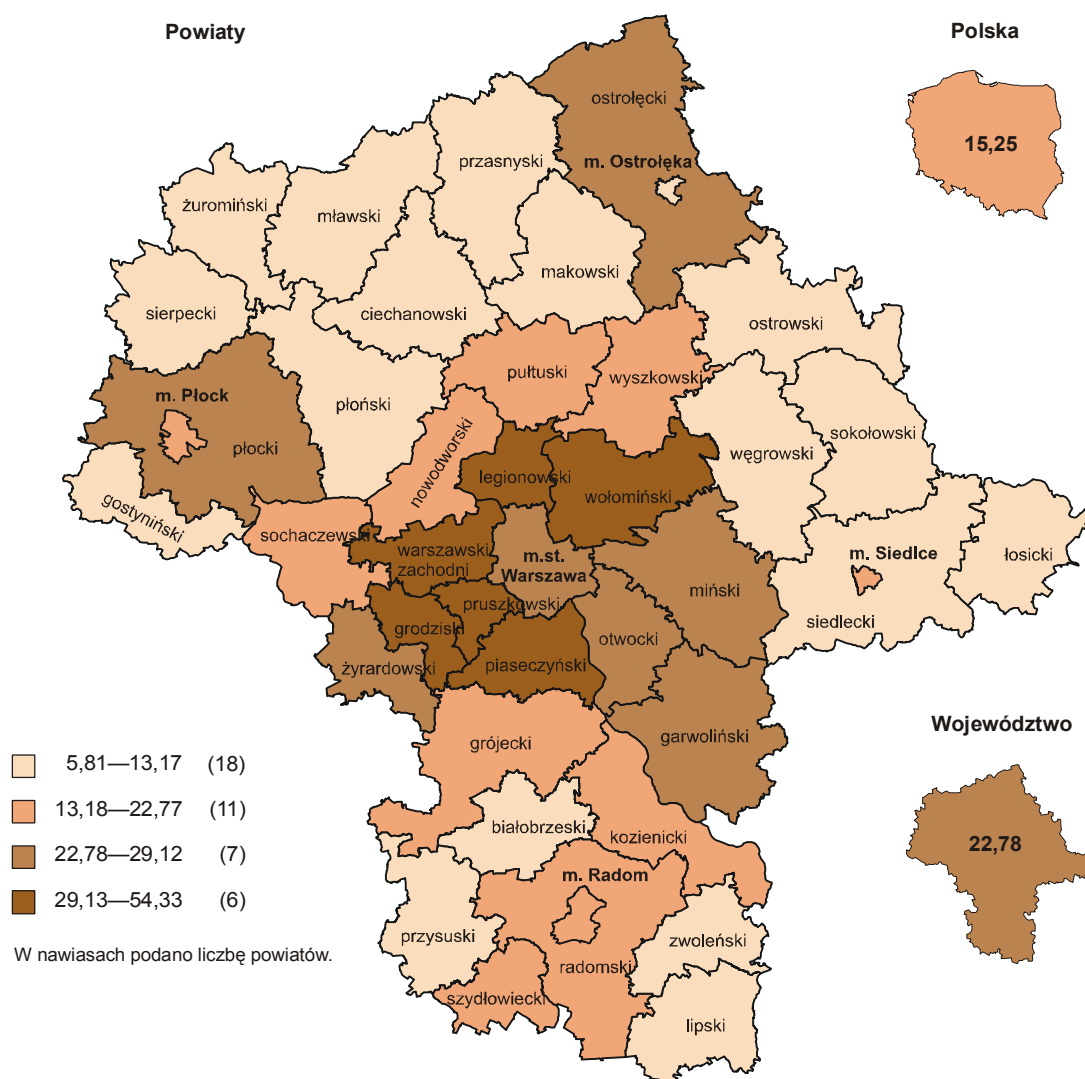 Powiaty
Polska
ostrołęcki
przasnyski
m. Ostrołęka
15,25
żuromiński
mławski
makowski
sierpecki
ciechanowski
ostrowski
pułtuski
wyszkowski
m. Płock
płoński
sokołowski
płocki
nowodworski
legionowski
węgrowski
wołomiński
gostyniński
sochaczewski
warszawski
zachodni
m.st.
Warszawa
m. Siedlce
łosicki
miński
pruszkowski
siedlecki
grodziski
otwocki
żyrardowski
piaseczyński
Województwo
garwoliński
grójecki
5,81—13,17 (18)
13,18—22,77 (11)
22,78—29,12 (7)
29,13—54,33 (6)
białobrzeski
kozienicki
22,78
m. Radom
przysuski
zwoleński
W nawiasach podano liczbę powiatów.
radomski
szydłowiecki
lipski